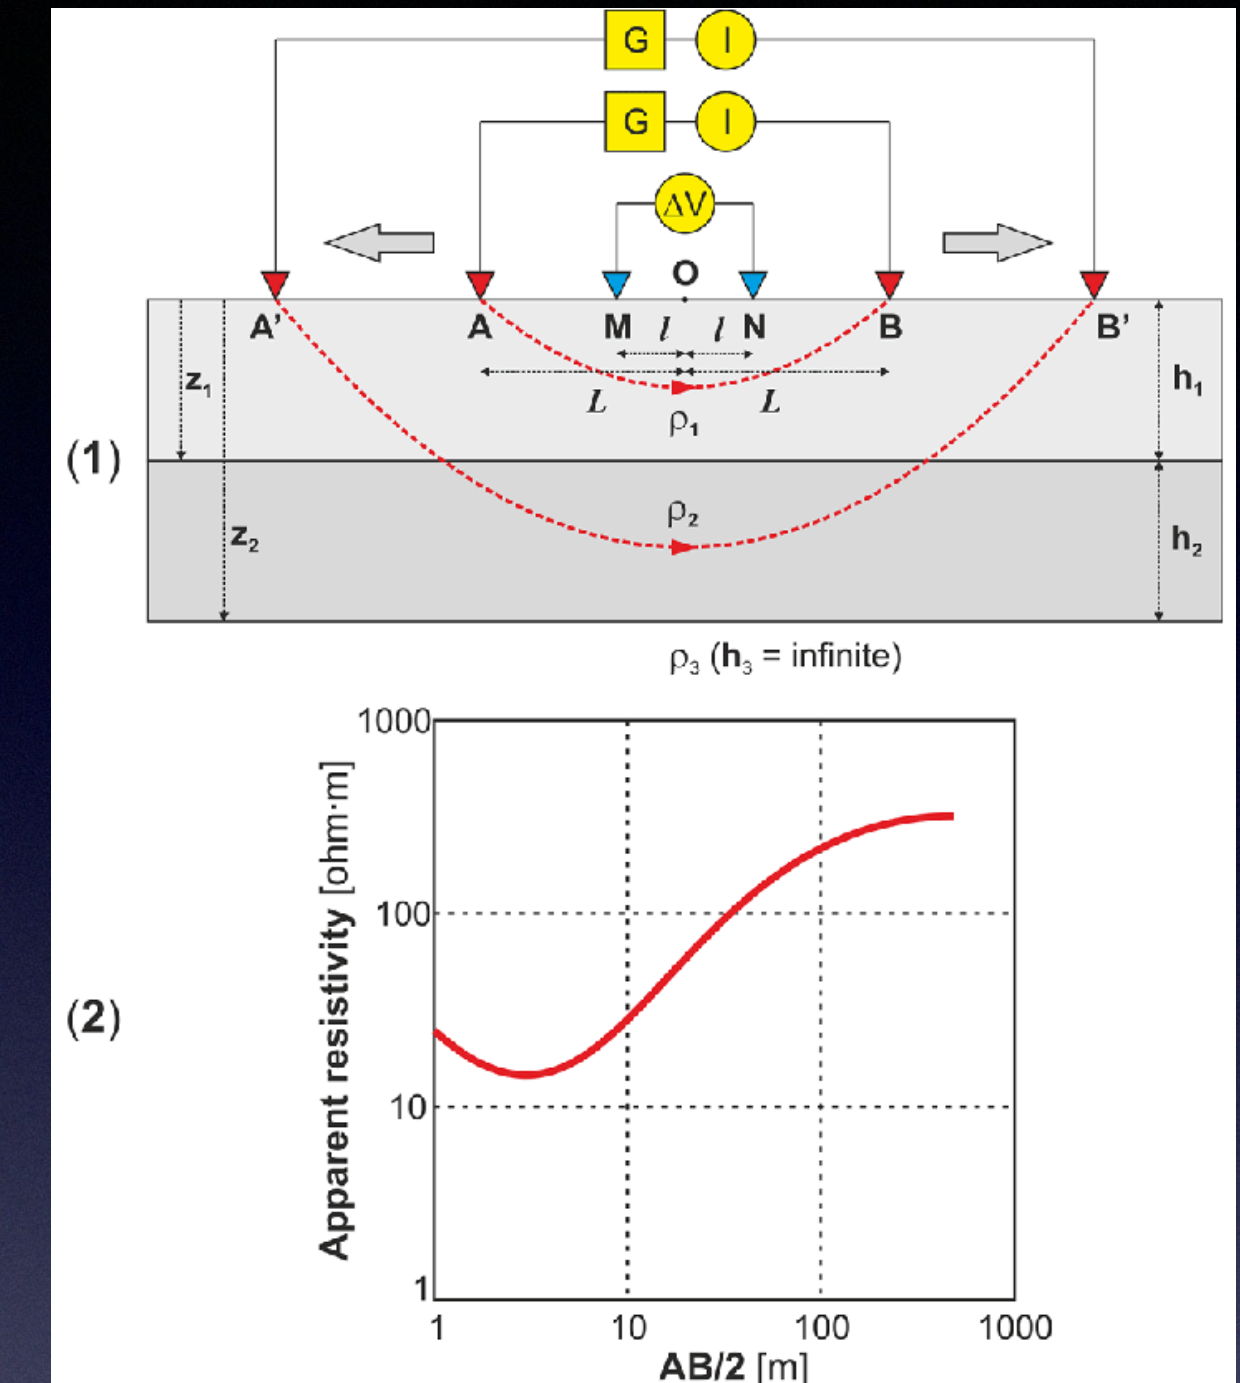 G I
G I
ΔV
O
A' A M l l N B B'
z₁ L L h₁
ρ₁
(1)
ρ₂
z₂ h₂
ρ₃ (h₃ = infinite)
1000
100
10
1
Apparent resistivity [ohm·m]
(2)
1 10 100 1000
AB/2 [m]